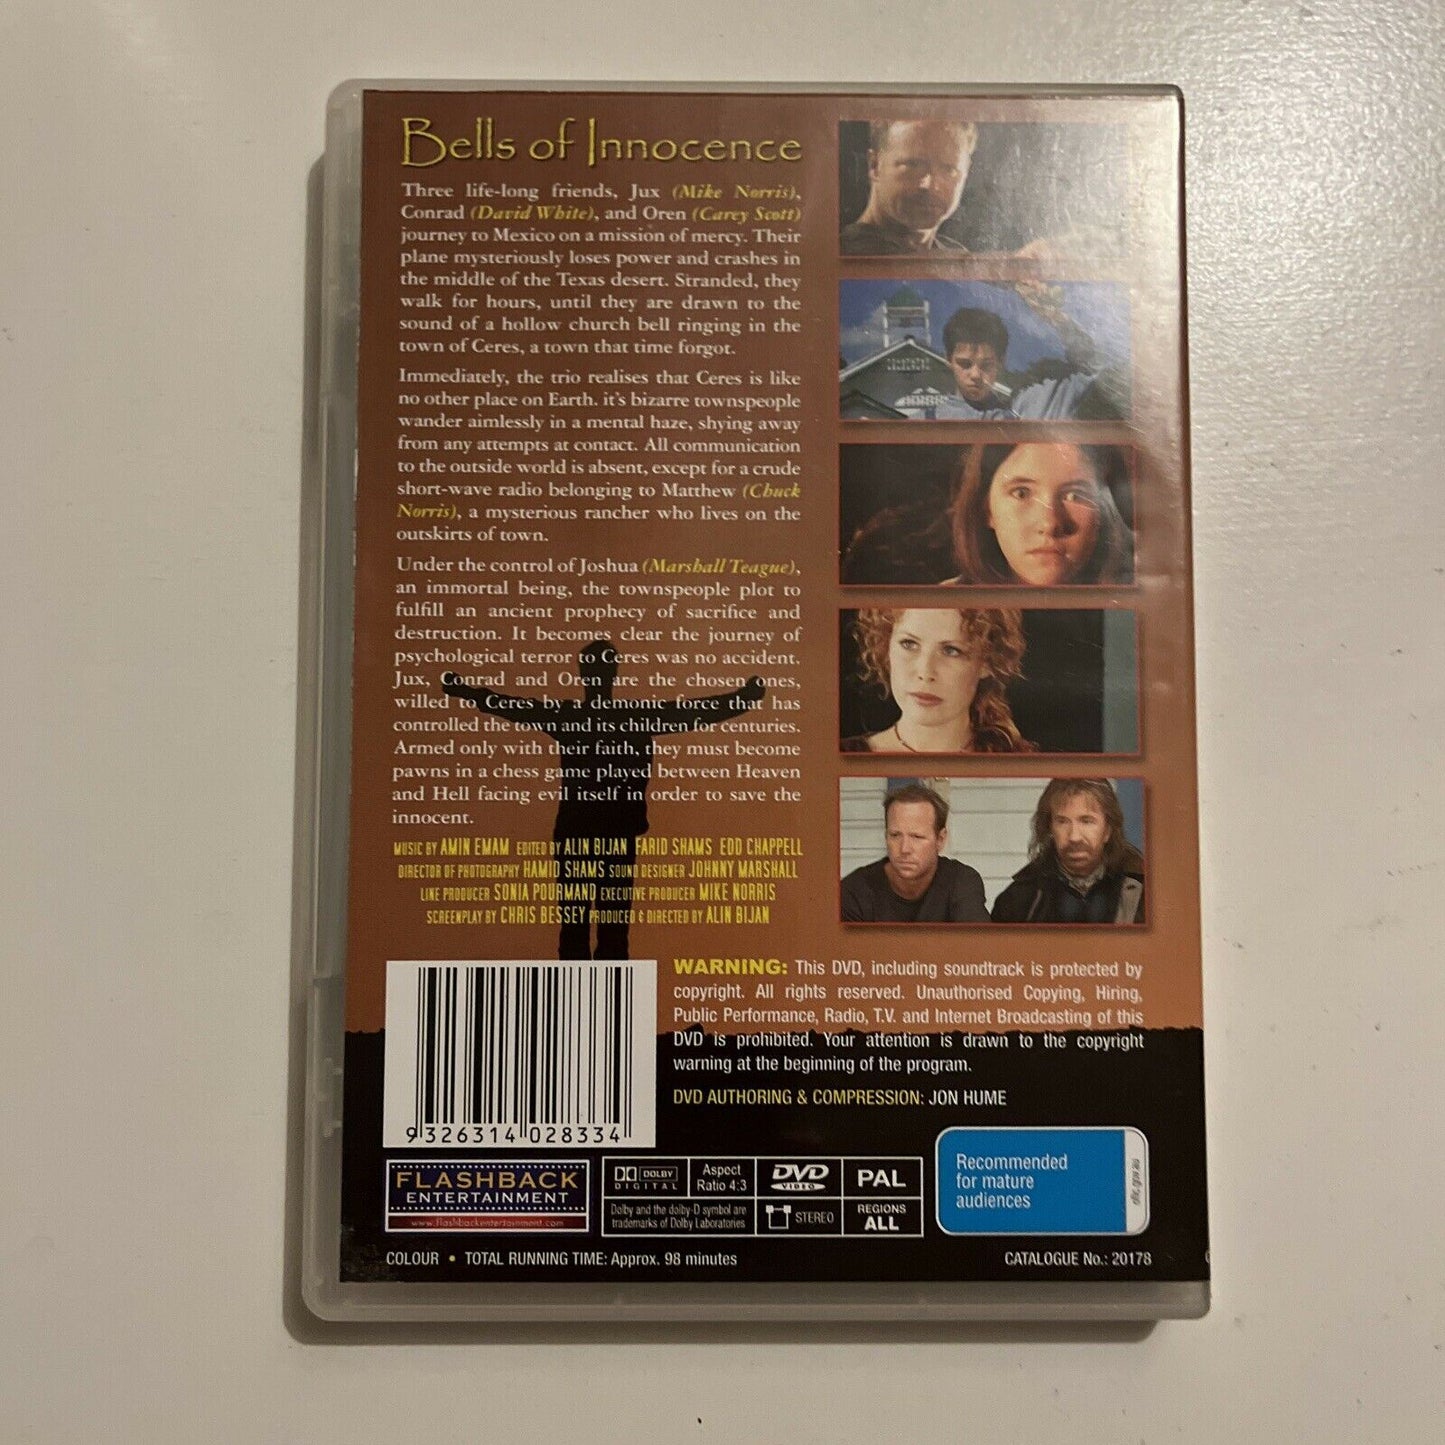 Bells of Innocence
Three life-long friends, Jux (Mike Norris),
Conrad (David White), and Oren (Carey Scott)
journey to Mexico on a mission of mercy. Their
plane mysteriously loses power and crashes in
the middle of the Texas desert. Stranded, they
walk for hours, until they are drawn to the
sound of a hollow church bell ringing in the
town of Ceres, a town that time forgot.
Immediately, the trio realises that Ceres is like
no other place on Earth. it's bizarre townspeople
wander aimlessly in a mental haze, shying away
from any attempts at contact. All communication
to the outside world is absent, except for a crude
short-wave radio belonging to Matthew (Chuck
Norris), a mysterious rancher who lives on the
outskirts of town.
Under the control of Joshua (Marshall Teague),
an immortal being, the townspeople plot to
fulfill an ancient prophecy of sacrifice and
destruction. It becomes clear the journey of
psychological terror to Ceres was no accident.
Jux, Conrad and Oren are the chosen ones,
willed to Ceres by a demonic force that has
controlled the town and its children for centuries.
Armed only with their faith, they must become
pawns in a chess game played between Heaven
and Hell facing evil itself in order to save the
innocent.
MUSIC BY AMIN EMAM EDITED BY ALIN BIJAN FARID SHAMS EDD CHAPPELL
DIRECTOR OF PHOTOGRAPHY HAMID SHAMS SOUND DESIGNER JOHNNY MARSHALL
LINE PRODUCER SONIA POURMAND EXECUTIVE PRODUCER MIKE NORRIS
SCREENPLAY BY CHRIS BESSEY PRODUCED & DIRECTED BY ALIN BIJAN
WARNING: This DVD, including soundtrack is protected by
copyright. All rights reserved. Unauthorised Copying, Hiring,
Public Performance, Radio, T.V. and Internet Broadcasting of this
DVD is prohibited. Your attention is drawn to the copyright
warning at the beginning of the program.
DVD AUTHORING & COMPRESSION: JON HUME
9 326314 028334
FLASHBACK
ENTERTAINMENT
www.flashbackentertainment.com
DOLBY
DIGITAL
Aspect
Ratio 4:3
DVD
VIDEO
PAL
Dolby and the dolby-D symbol are
trademarks of Dolby Laboratories
STEREO
REGIONS
ALL
Recommended
for mature
audiences
oflc.gov.au
COLOUR • TOTAL RUNNING TIME: Approx. 98 minutes
CATALOGUE No.: 20178